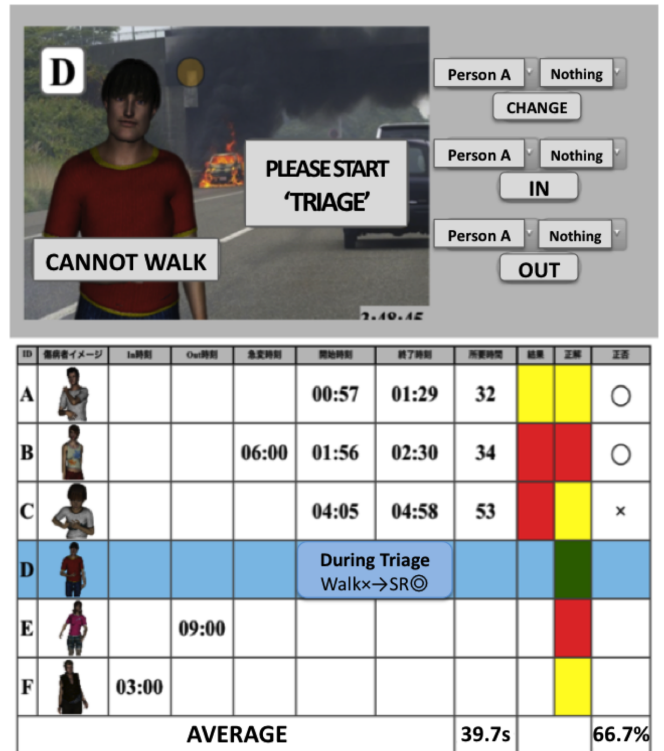 D
PLEASE START
'TRIAGE'
CANNOT WALK
Person A
Nothing
CHANGE
Person A
Nothing
IN
Person A
Nothing
OUT
ID 傷病者イメージ In時刻 Out時刻 急変時刻 開始時刻 終了時刻 所要時間 結果 正解 正否
A 00:57 01:29 32 ○
B 06:00 01:56 02:30 34 ○
C 04:05 04:58 53 ×
D During Triage
Walk×→SR◎
E 09:00
F 03:00
AVERAGE 39.7s 66.7%